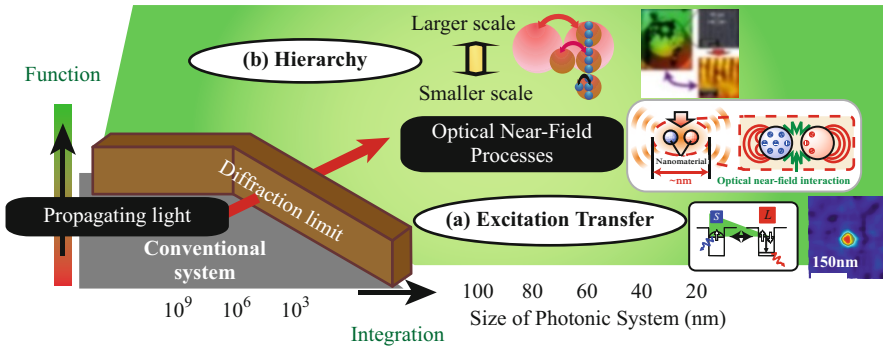 Function
(b) Hierarchy
Larger scale
Smaller scale
Optical Near-Field
Processes
Nanomaterial
~nm
Optical near-field interaction
Propagating light
Diffraction limit
Conventional
system
(a) Excitation Transfer
S
L
150nm
10⁹ 10⁶ 10³
100 80 60 40 20
Integration
Size of Photonic System (nm)